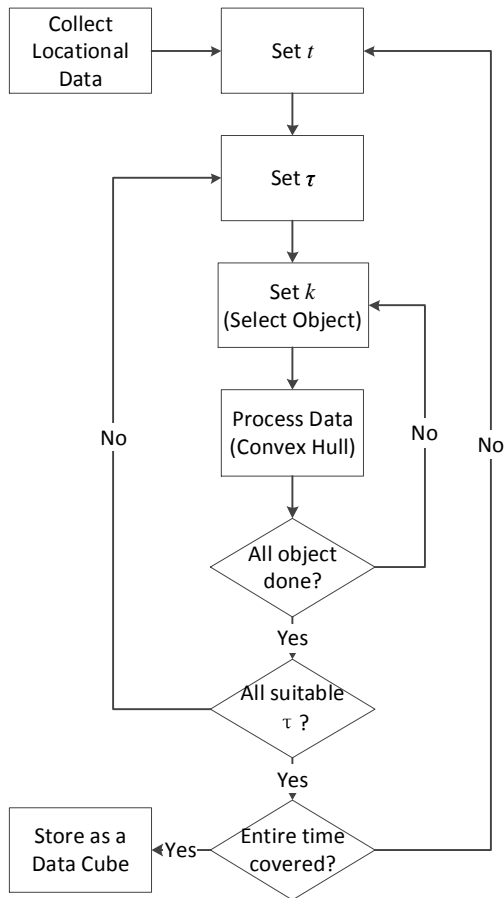 Collect
Locational
Data
Set t
Set τ
Set k
(Select Object)
Process Data
(Convex Hull)
No
No
No
All object
done?
Yes
All suitable
τ ?
Yes
Entire time
covered?
Yes
Store as a
Data Cube